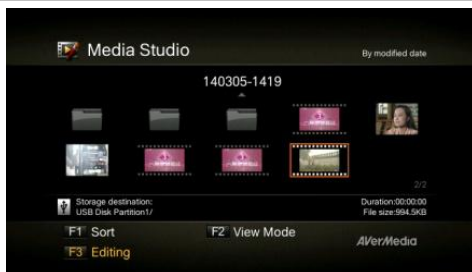 Media Studio
By modified date
140305-1419
2/2
Storage destination:
USB Disk Partition1/
Duration:00:00:00
File size:994.5KB
F1 Sort
F2 View Mode
F3 Editing
AVerMedia